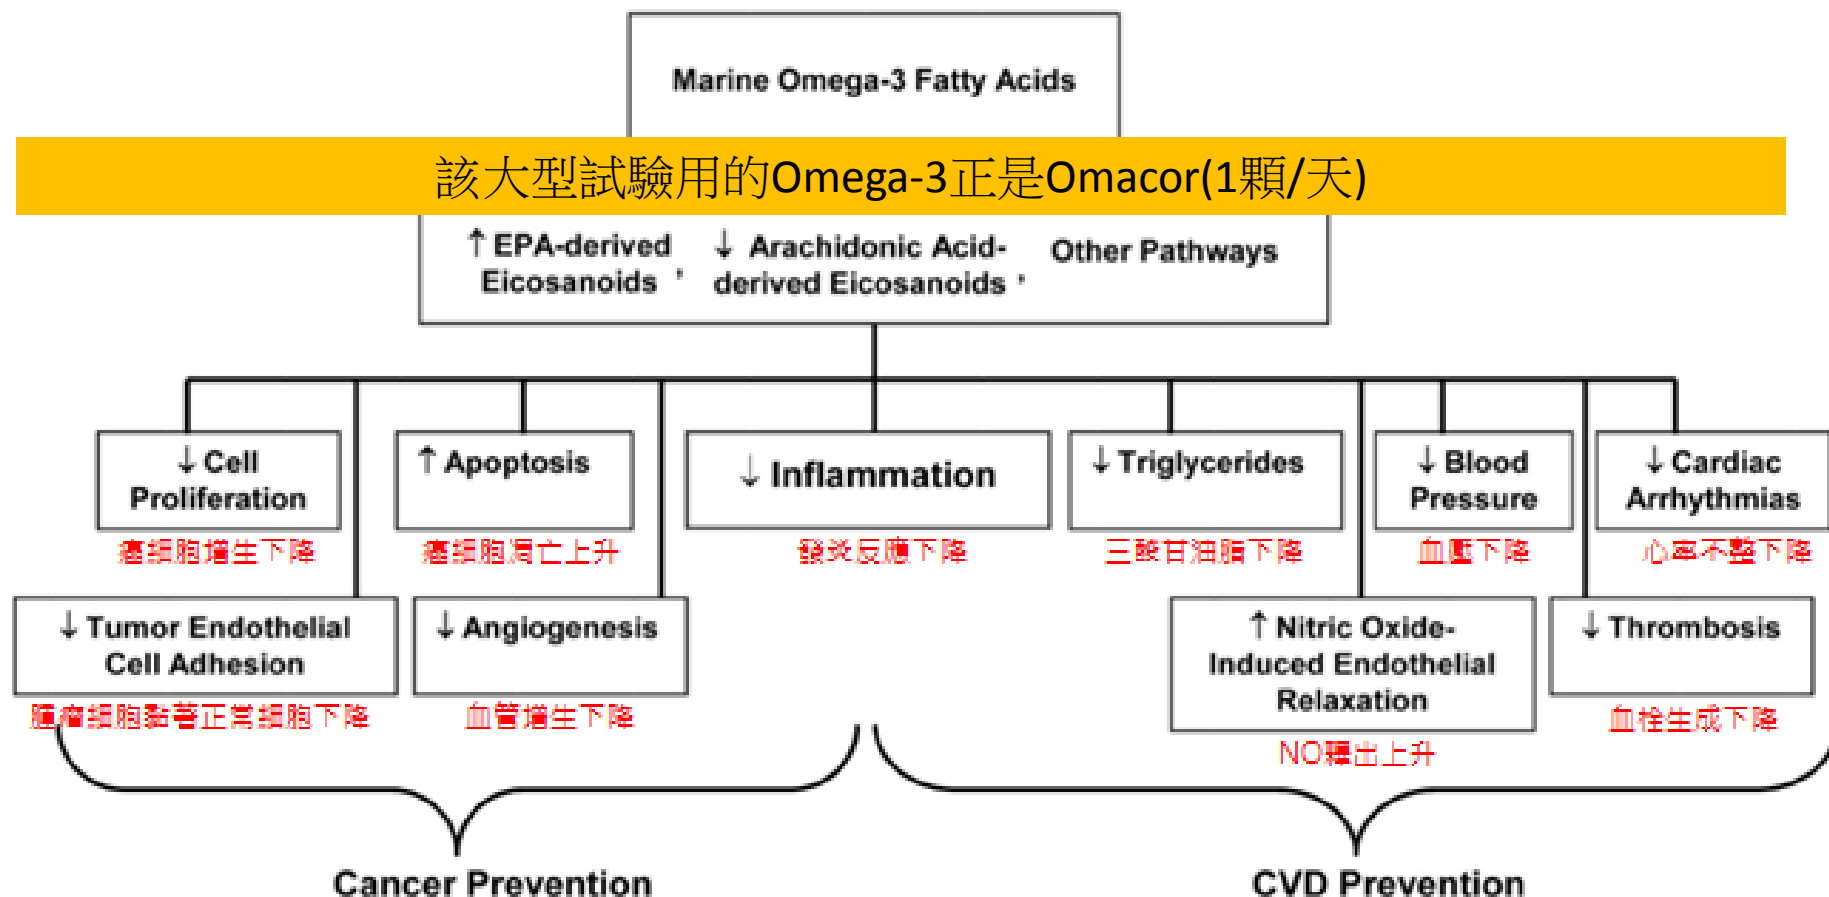 Marine Omega-3 Fatty Acids
該大型試驗用的Omega-3正是Omacor(1顆/天)
↑ EPA-derived
Eicosanoids ,
↓ Arachidonic Acid-
derived Eicosanoids ,
Other Pathways
↓ Cell
Proliferation
癌細胞增生下降
↑ Apoptosis
癌細胞凋亡上升
↓ Inflammation
發炎反應下降
↓ Triglycerides
三酸甘油脂下降
↓ Blood
Pressure
血壓下降
↓ Cardiac
Arrhythmias
心率不整下降
↓ Tumor Endothelial
Cell Adhesion
腫瘤細胞黏著正常細胞下降
↓ Angiogenesis
血管增生下降
↑ Nitric Oxide-
Induced Endothelial
Relaxation
NO釋出上升
↓ Thrombosis
血栓生成下降
Cancer Prevention
CVD Prevention